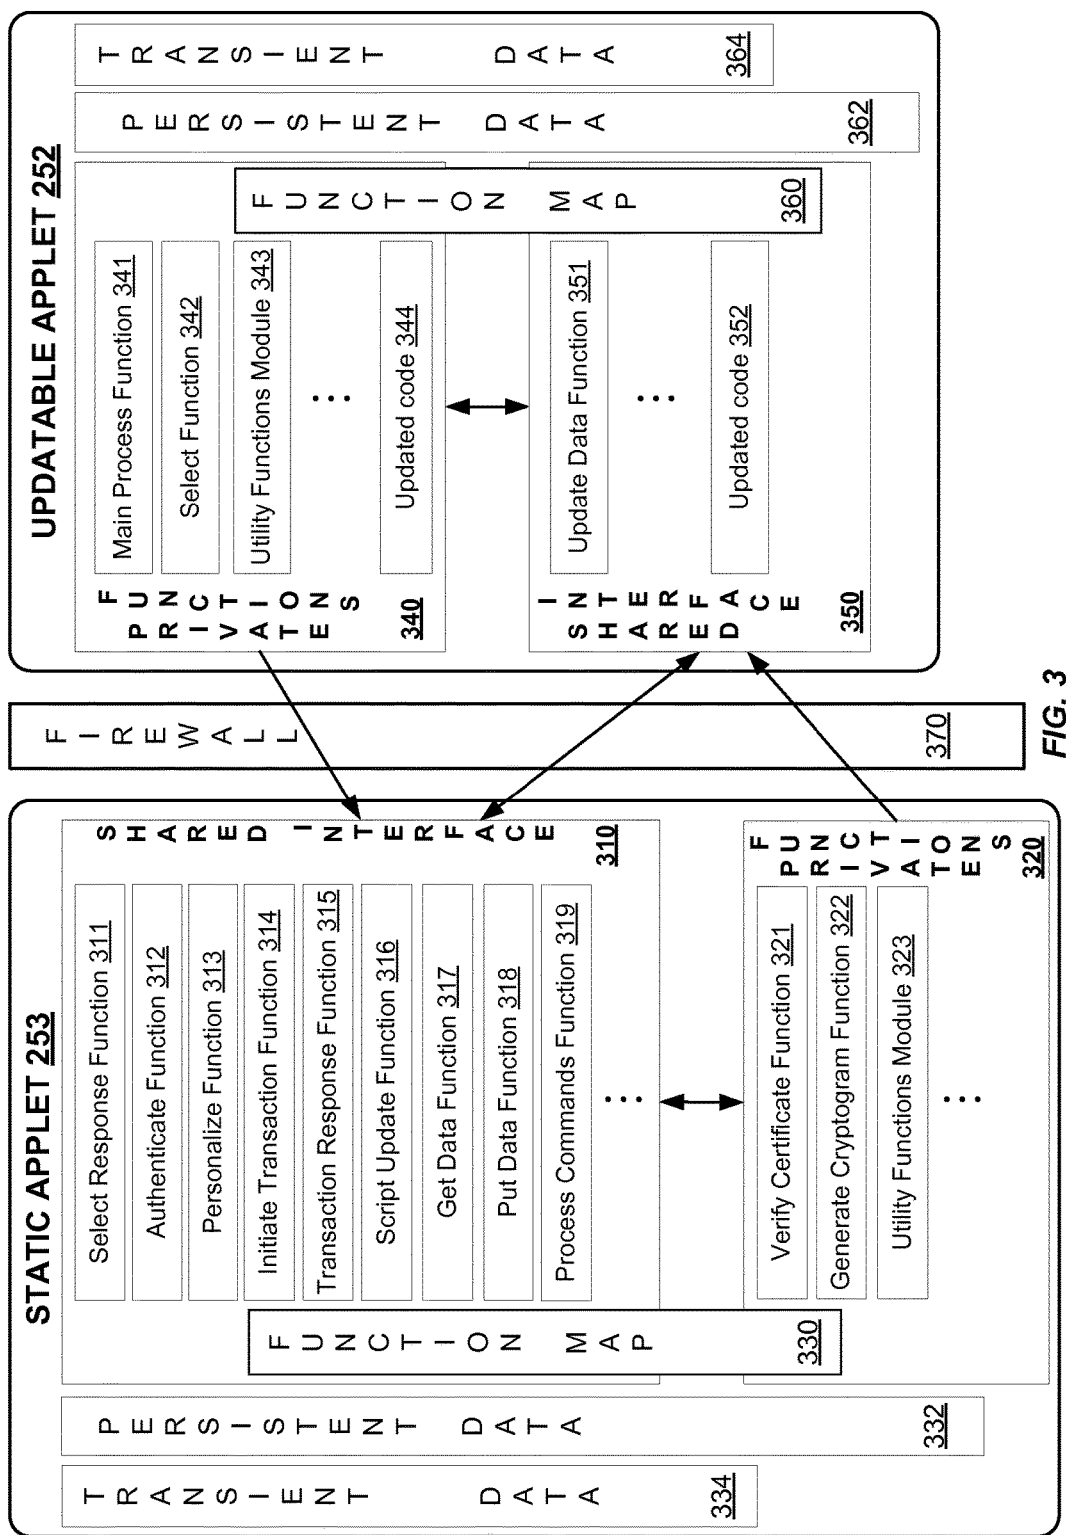 STATIC APPLET 253
TRANSIENT DATA
334
PERSISTENT DATA
332
FUNCTION MAP
330
Select Response Function 311
Authenticate Function 312
Personalize Function 313
Initiate Transaction Function 314
Transaction Response Function 315
Script Update Function 316
Get Data Function 317
Put Data Function 318
Process Commands Function 319
...
SHARED INTERFACE
310
Verify Certificate Function 321
Generate Cryptogram Function 322
Utility Functions Module 323
...
PRIVATE
FUNCTIONS
320
FIREWALL
370
UPDATABLE APPLET 252
PRIVATE
FUNCTIONS
340
Main Process Function 341
Select Function 342
Utility Functions Module 343
...
Updated code 344
SHARED
INTERFACE
350
Update Data Function 351
...
Updated code 352
FUNCTION MAP
360
PERSISTENT DATA
362
TRANSIENT DATA
364
FIG. 3